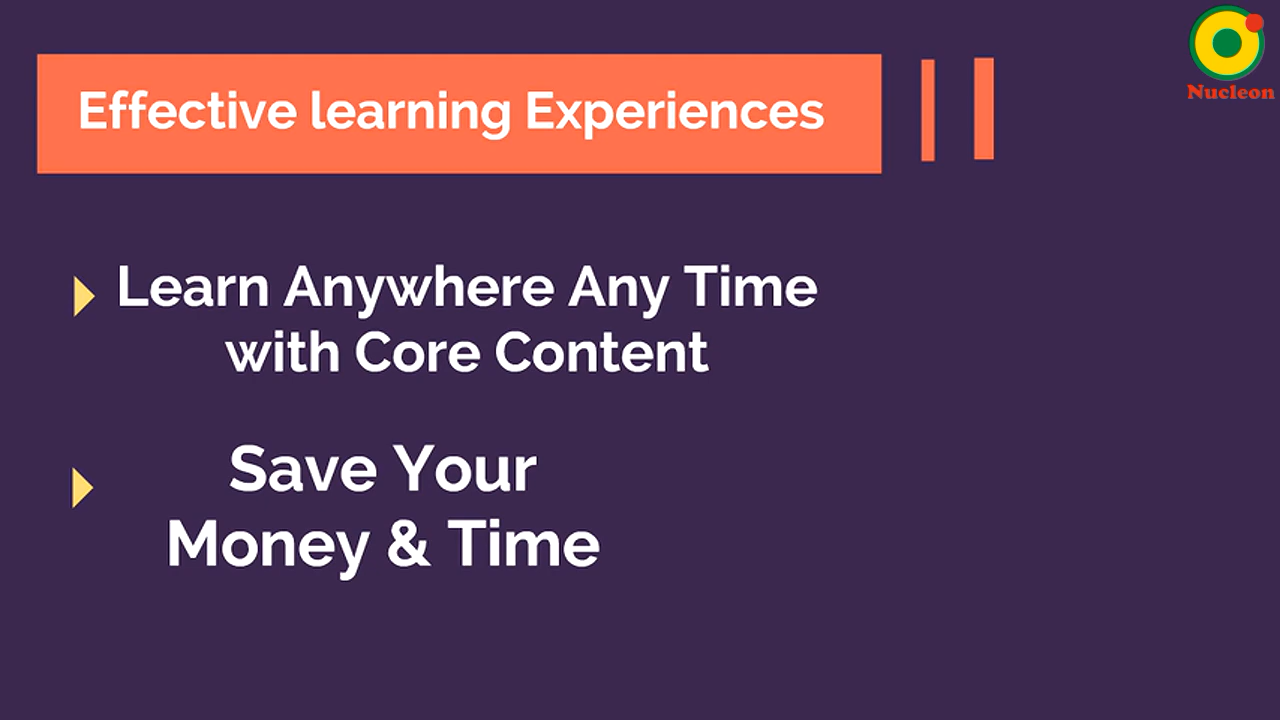 Effective learning Experiences
Nucleon
Learn Anywhere Any Time
with Core Content
Save Your
Money & Time